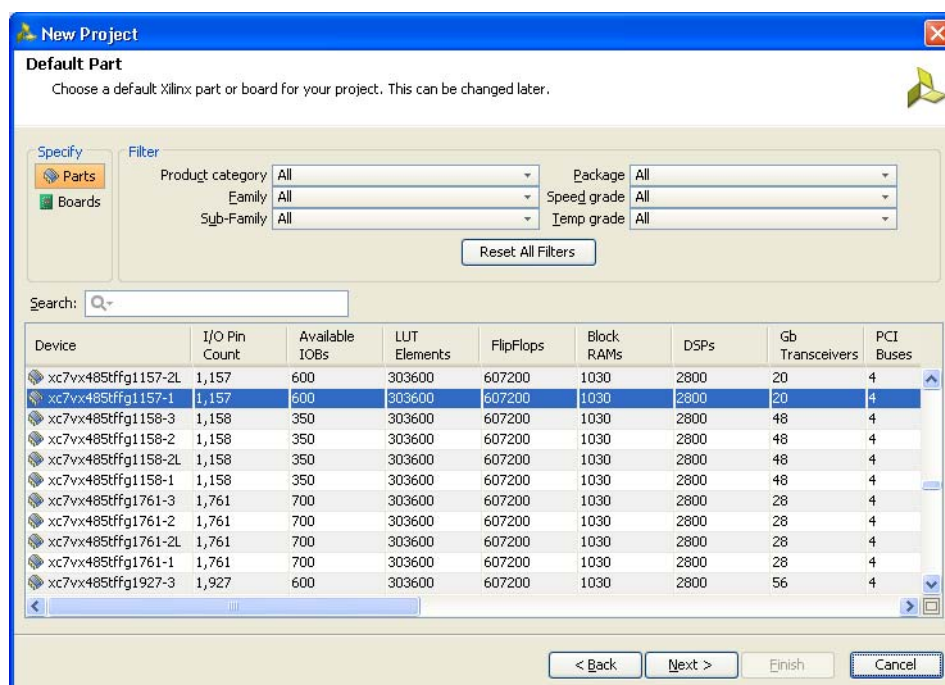 New Project
Default Part
Choose a default Xilinx part or board for your project. This can be changed later.
Specify
Filter
Parts
Boards
Product category All
Package All
Family All
Speed grade All
Sub-Family All
Temp grade All
Reset All Filters
Search:
Device I/O Pin Count Available IOBs LUT Elements FlipFlops Block RAMs DSPs Gb Transceivers PCI Buses
xc7vx485tffg1157-2L 1,157 600 303600 607200 1030 2800 20 4
xc7vx485tffg1157-1 1,157 600 303600 607200 1030 2800 20 4
xc7vx485tffg1158-3 1,158 350 303600 607200 1030 2800 48 4
xc7vx485tffg1158-2 1,158 350 303600 607200 1030 2800 48 4
xc7vx485tffg1158-2L 1,158 350 303600 607200 1030 2800 48 4
xc7vx485tffg1158-1 1,158 350 303600 607200 1030 2800 48 4
xc7vx485tffg1761-3 1,761 700 303600 607200 1030 2800 28 4
xc7vx485tffg1761-2 1,761 700 303600 607200 1030 2800 28 4
xc7vx485tffg1761-2L 1,761 700 303600 607200 1030 2800 28 4
xc7vx485tffg1761-1 1,761 700 303600 607200 1030 2800 28 4
xc7vx485tffg1927-3 1,927 600 303600 607200 1030 2800 56 4
< Back
Next >
Finish
Cancel